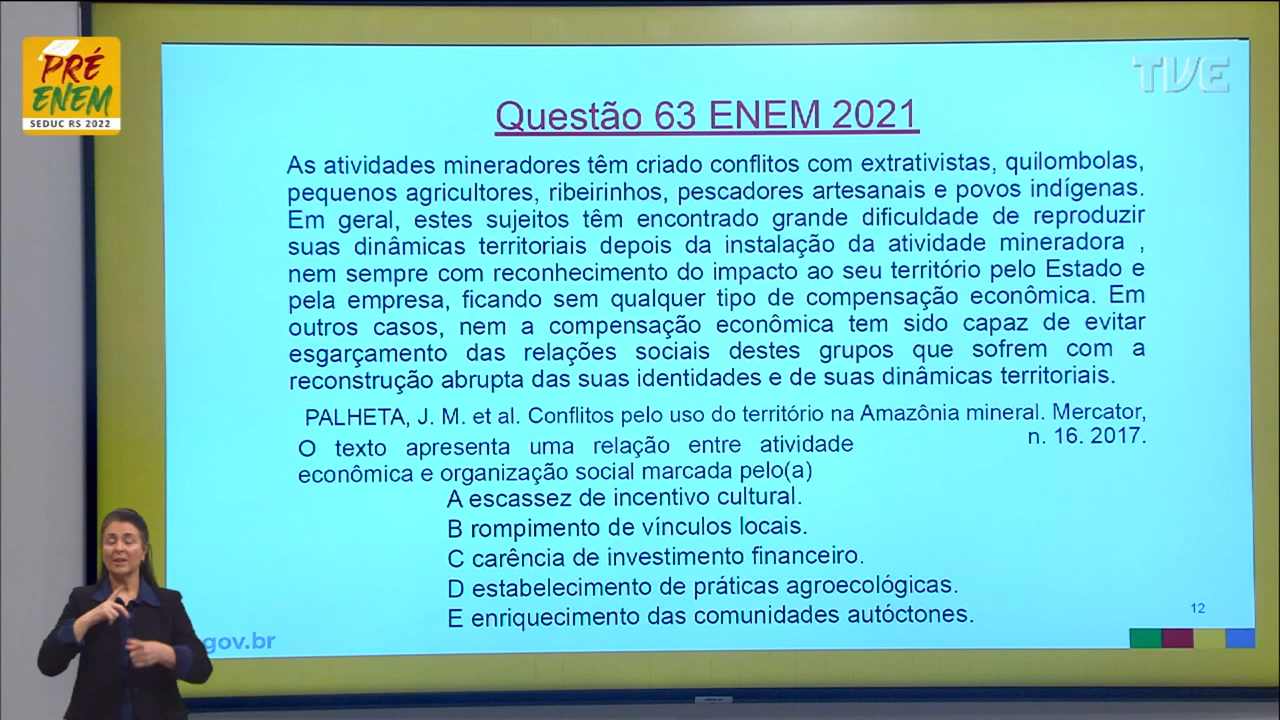 PRÉ
ENEM
SEDUC RS 2022
TVE
Questão 63 ENEM 2021
As atividades mineradores têm criado conflitos com extrativistas, quilombolas,
pequenos agricultores, ribeirinhos, pescadores artesanais e povos indígenas.
Em geral, estes sujeitos têm encontrado grande dificuldade de reproduzir
suas dinâmicas territoriais depois da instalação da atividade mineradora ,
nem sempre com reconhecimento do impacto ao seu território pelo Estado e
pela empresa, ficando sem qualquer tipo de compensação econômica. Em
outros casos, nem a compensação econômica tem sido capaz de evitar
esgarçamento das relações sociais destes grupos que sofrem com a
reconstrução abrupta das suas identidades e de suas dinâmicas territoriais.
PALHETA, J. M. et al. Conflitos pelo uso do território na Amazônia mineral. Mercator,
n. 16. 2017.
O texto apresenta uma relação entre atividade
econômica e organização social marcada pelo(a)
A escassez de incentivo cultural.
B rompimento de vínculos locais.
C carência de investimento financeiro.
D estabelecimento de práticas agroecológicas.
E enriquecimento das comunidades autóctones.
12
gov.br